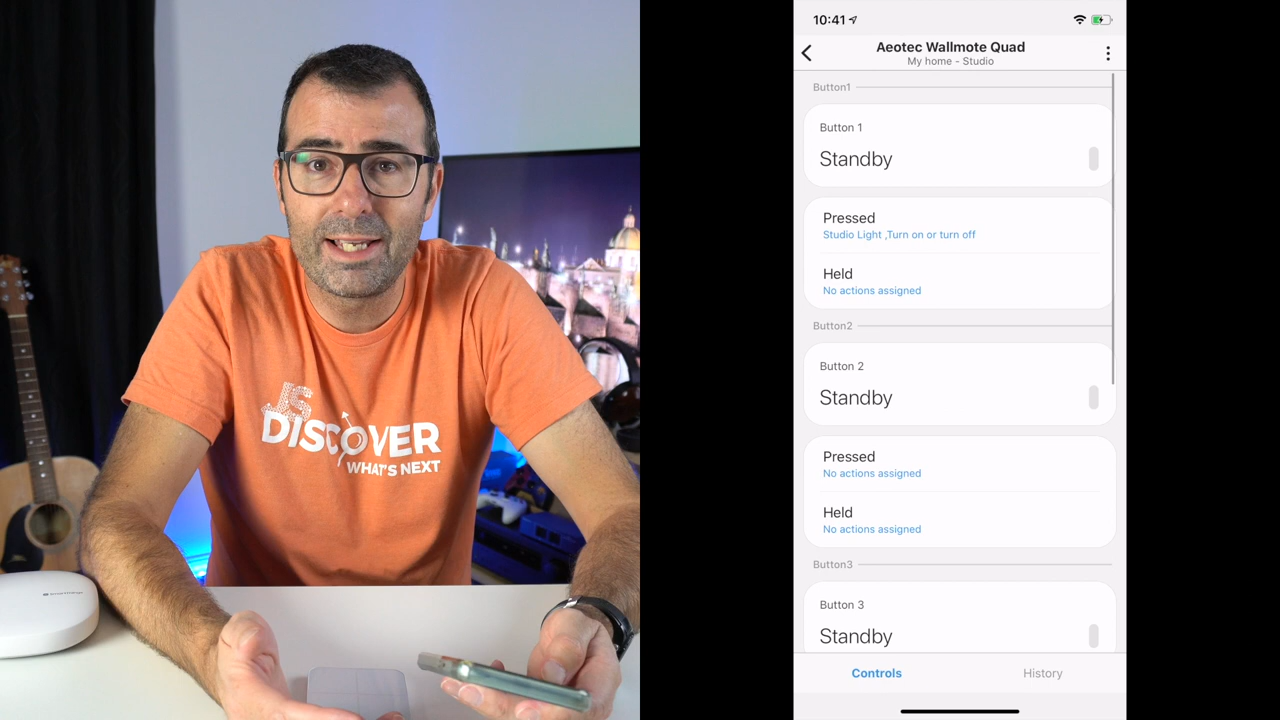 JS
DISCOVER
WHAT'S NEXT
10:41
Aeotec Wallmote Quad
My home - Studio
Button1
Button 1
Standby
Pressed
Studio Light ,Turn on or turn off
Held
No actions assigned
Button2
Button 2
Standby
Pressed
No actions assigned
Held
No actions assigned
Button3
Button 3
Standby
Controls
History